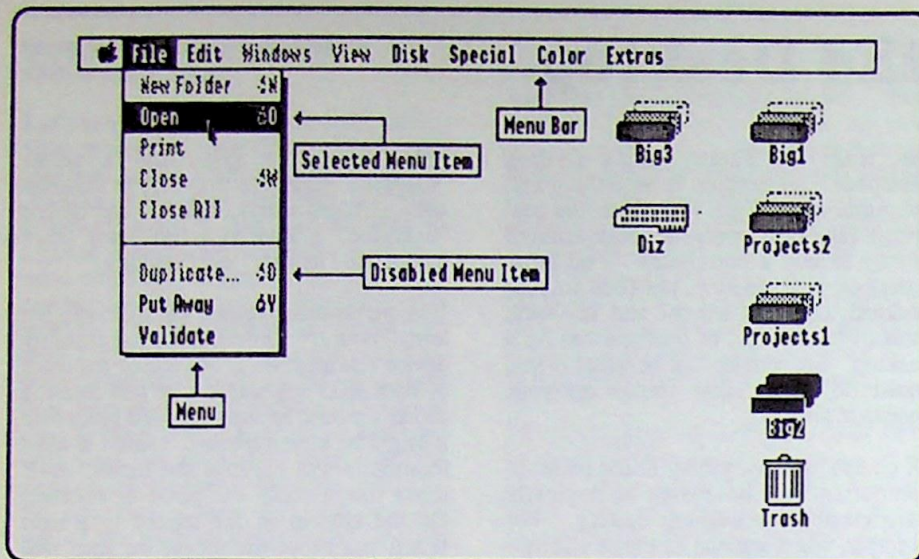 File Edit Windows View Disk Special Color Extras
New Folder ⌘N
Open ⌘O
Print
Close ⌘W
Close All
Duplicate... ⌘D
Put Away ⌘Y
Validate
Menu
Selected Menu Item
Disabled Menu Item
Menu Bar
Big3
Big1
Diz
Projects2
Projects1
Big2
Trash